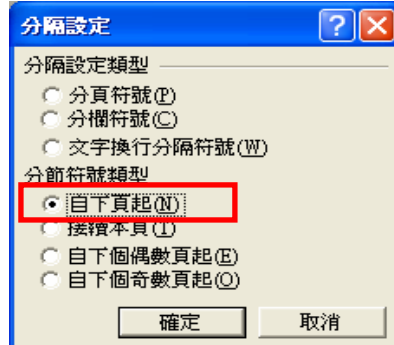 分隔設定
分隔設定類型
分頁符號(P)
分欄符號(C)
文字換行分隔符號(W)
分節符號類型
自下頁起(N)
接續本頁(T)
自下個偶數頁起(E)
自下個奇數頁起(O)
確定 取消